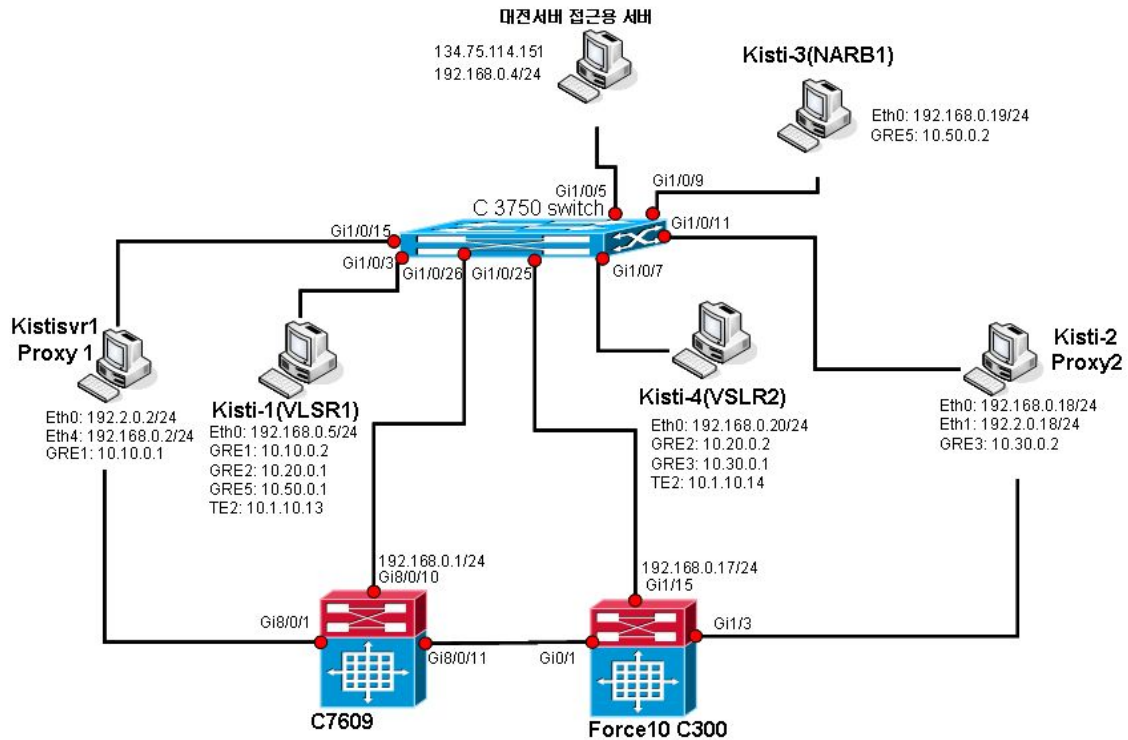 대전서버 접근용 서버
134.75.114.151
192.168.0.4/24
Kisti-3(NARB1)
Eth0: 192.168.0.19/24
GRE5: 10.50.0.2
Gi1/0/5
Gi1/0/9
C 3750 switch
Gi1/0/15
Gi1/0/11
Gi1/0/3
Gi1/0/26
Gi1/0/25
Gi1/0/7
Kistisvr1
Proxy 1
Eth0: 192.2.0.2/24
Eth4: 192.168.0.2/24
GRE1: 10.10.0.1
Kisti-1(VLSR1)
Eth0: 192.168.0.5/24
GRE1: 10.10.0.2
GRE2: 10.20.0.1
GRE5: 10.50.0.1
TE2: 10.1.10.13
Kisti-4(VSLR2)
Eth0: 192.168.0.20/24
GRE2: 10.20.0.2
GRE3: 10.30.0.1
TE2: 10.1.10.14
Kisti-2
Proxy2
Eth0: 192.168.0.18/24
Eth1: 192.2.0.18/24
GRE3: 10.30.0.2
192.168.0.1/24
Gi8/0/10
192.168.0.17/24
Gi1/15
Gi8/0/1
Gi8/0/11
Gi0/1
Gi1/3
C7609
Force10 C300